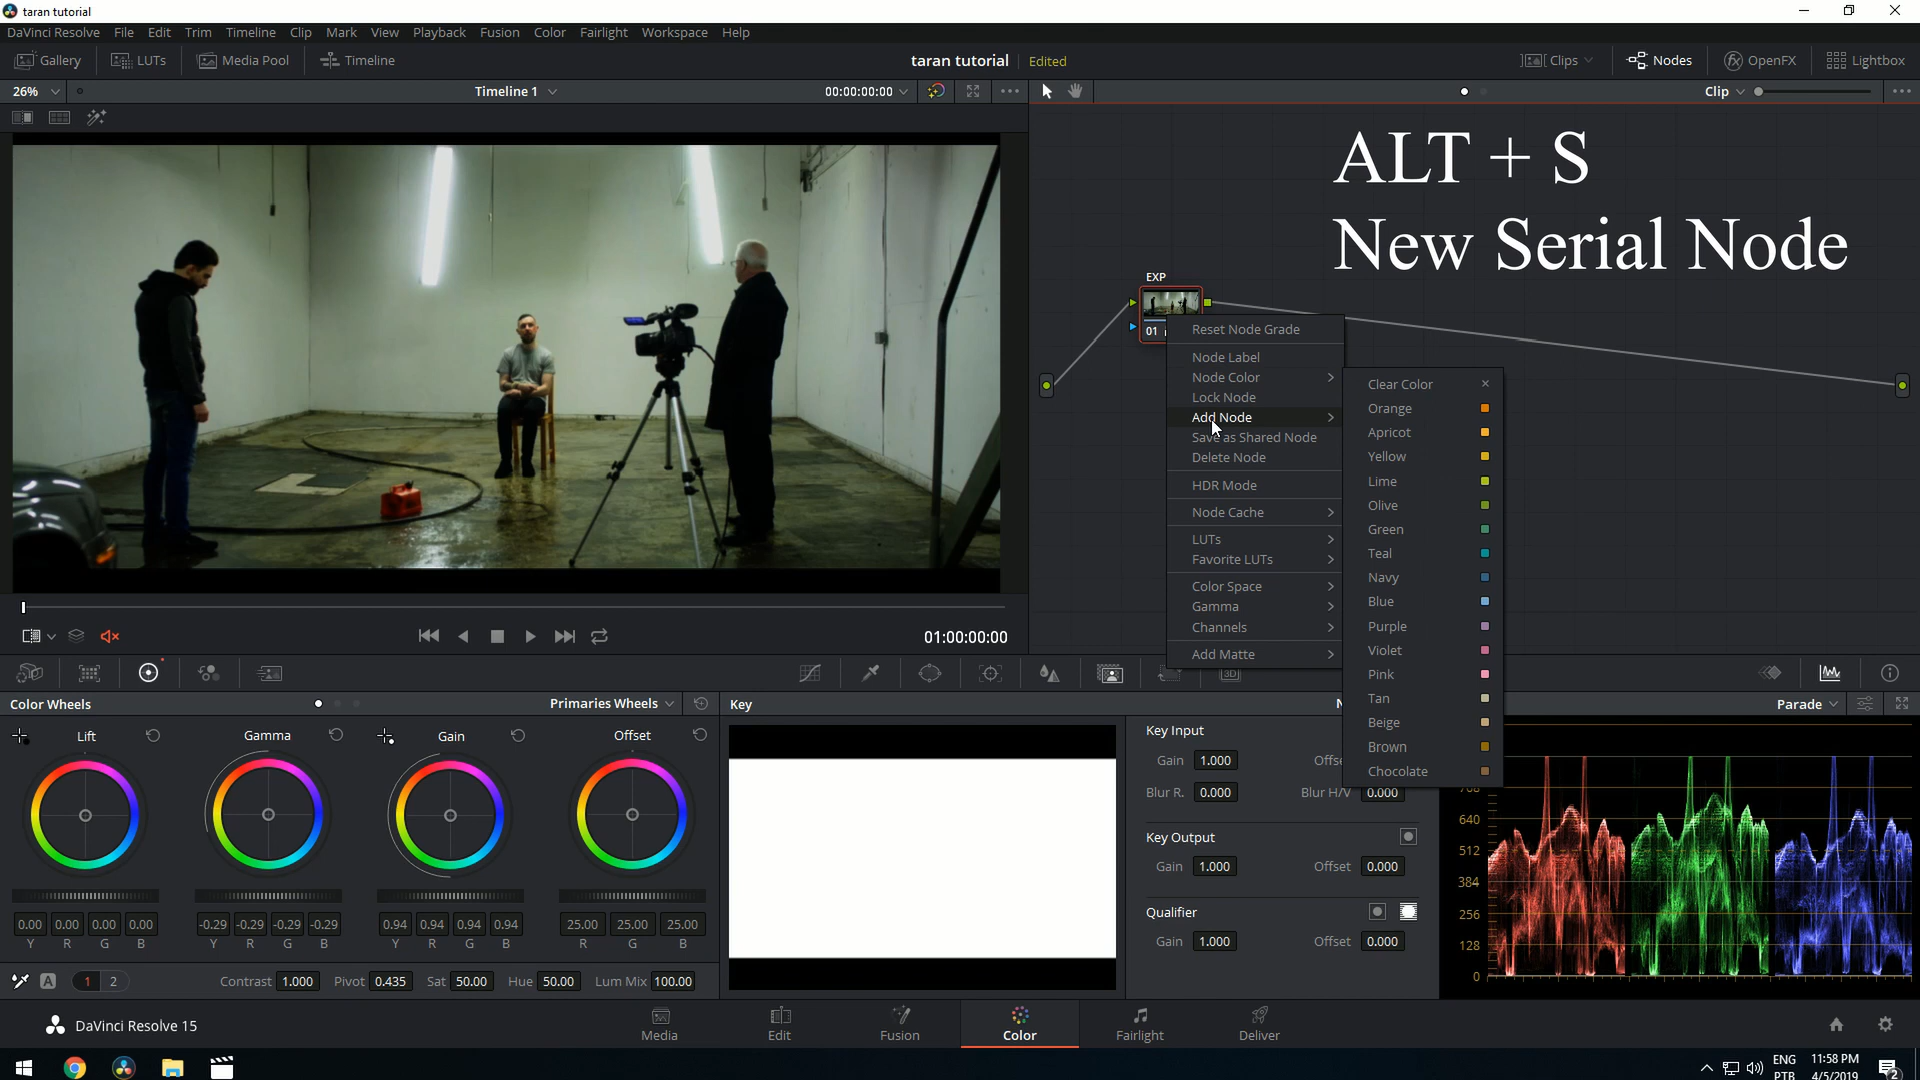 taran tutorial
DaVinci Resolve File Edit Trim Timeline Clip Mark View Playback Fusion Color Fairlight Workspace Help
Gallery LUTs Media Pool Timeline
taran tutorial Edited
Clips Nodes OpenFX Lightbox
26% Timeline 1 00:00:00:00
Clip
ALT + S
New Serial Node
EXP
01
Reset Node Grade
Node Label
Node Color
Lock Node
Add Node
Save as Shared Node
Delete Node
HDR Mode
Node Cache
LUTs
Favorite LUTs
Color Space
Gamma
Channels
Add Matte
Clear Color
Orange
Apricot
Yellow
Lime
Olive
Green
Teal
Navy
Blue
Purple
Violet
Pink
Tan
Beige
Brown
Chocolate
01:00:00:00
3D
Color Wheels Primaries Wheels
Lift Gamma Gain Offset
0.00 0.00 0.00 0.00 -0.29 -0.29 -0.29 -0.29 0.94 0.94 0.94 0.94 25.00 25.00 25.00
Y R G B Y R G B Y R G B R G B
A 1 2 Contrast 1.000 Pivot 0.435 Sat 50.00 Hue 50.00 Lum Mix 100.00
Key
Key Input
Gain 1.000
Blur R. 0.000 Blur H/V 0.000
Key Output
Gain 1.000 Offset 0.000
Qualifier
Gain 1.000 Offset 0.000
Parade
640
512
384
256
128
0
DaVinci Resolve 15
Media Edit Fusion Color Fairlight Deliver
ENG
PTB
11:58 PM
4/5/2019
2